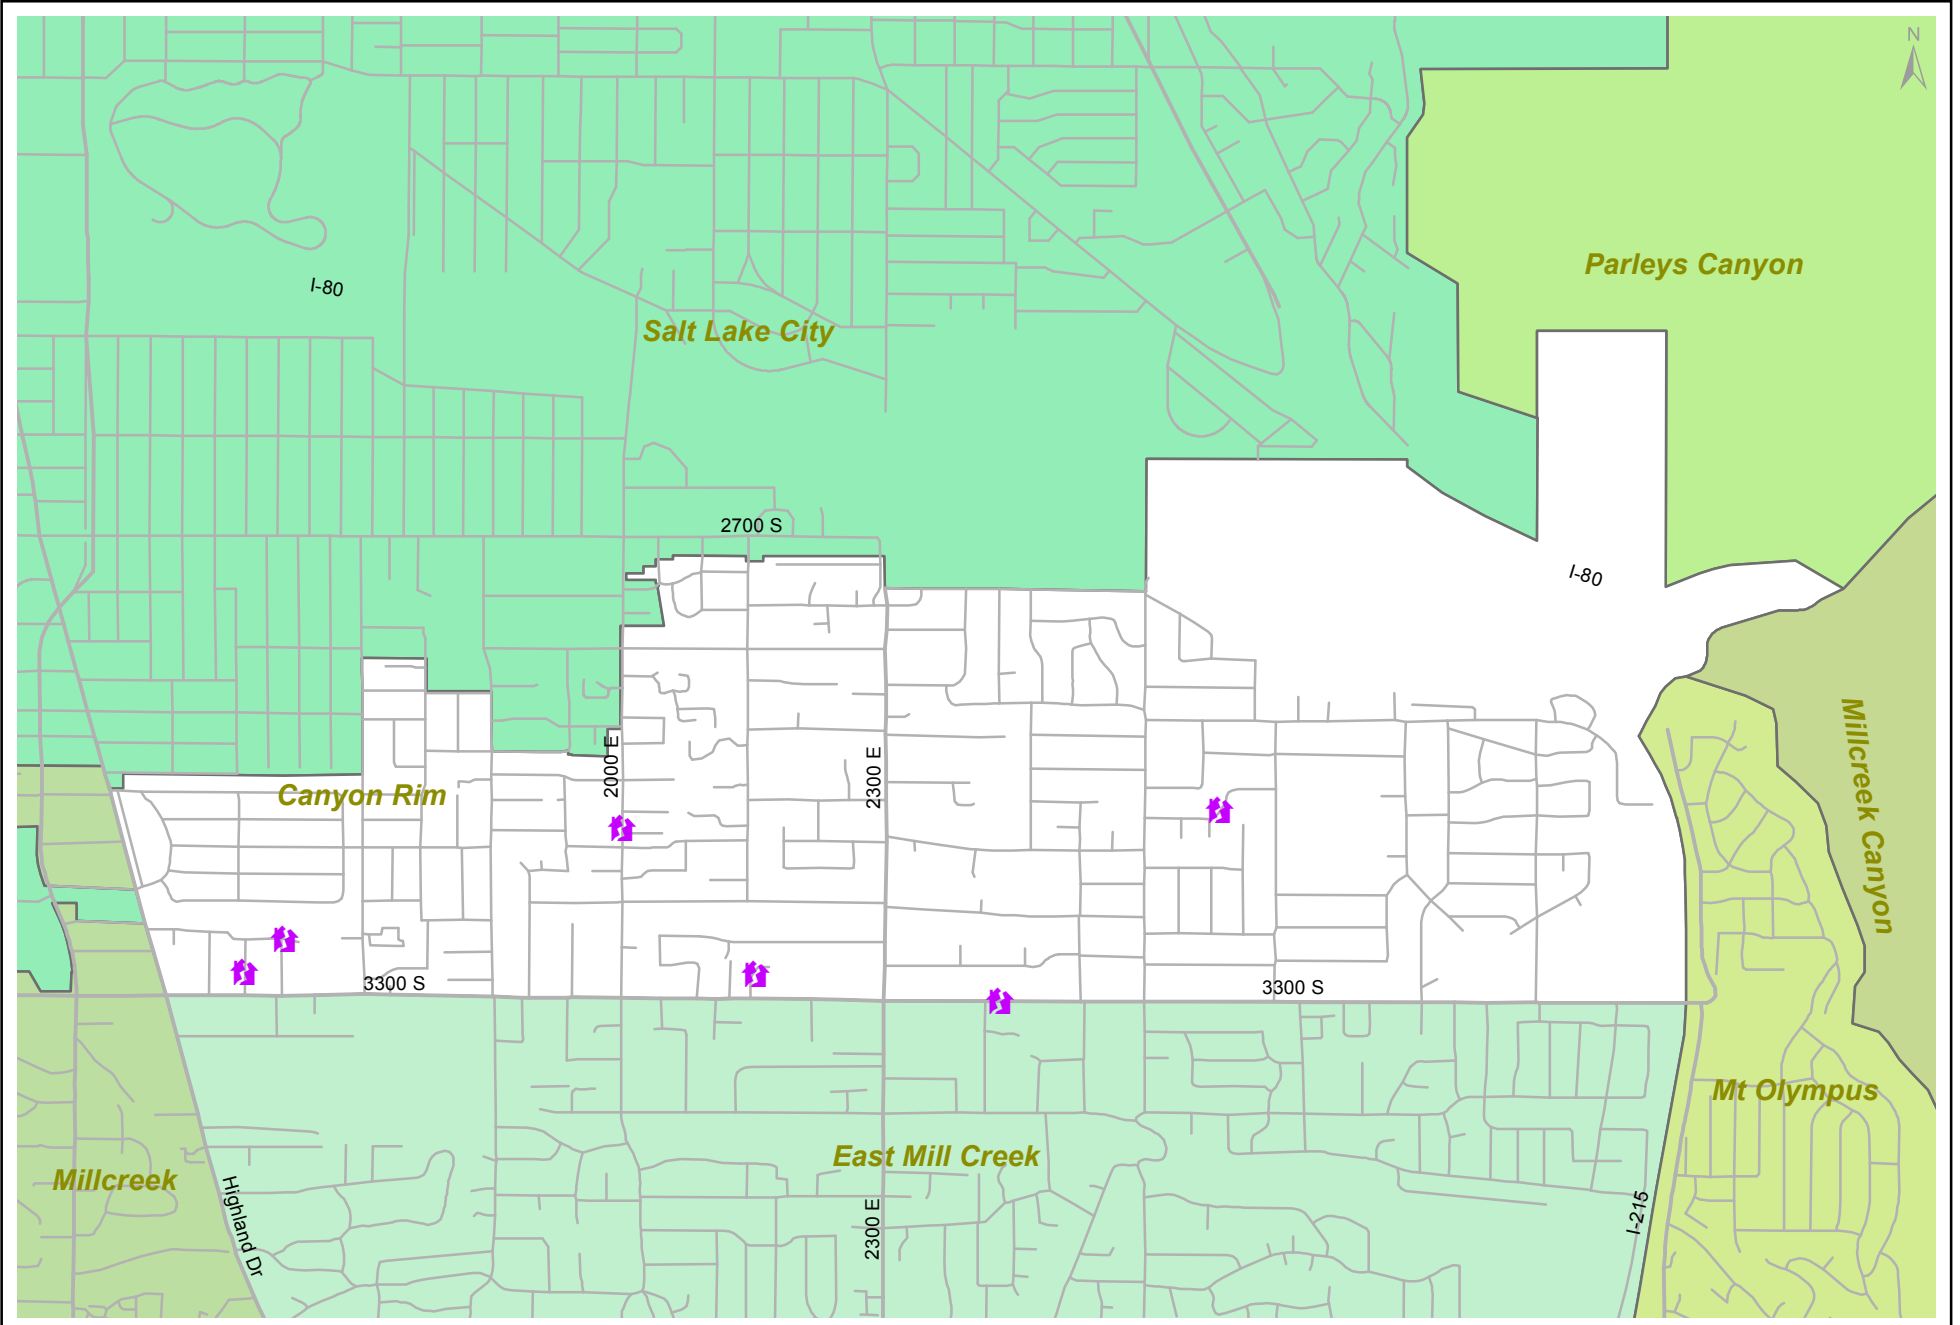 N
Parleys Canyon
I-80
Salt Lake City
2700 S
I-80
Millcreek Canyon
2000 E
2300 E
Canyon Rim
3300 S
3300 S
Mt Olympus
East Mill Creek
Millcreek
Highland Dr
2300 E
I-215